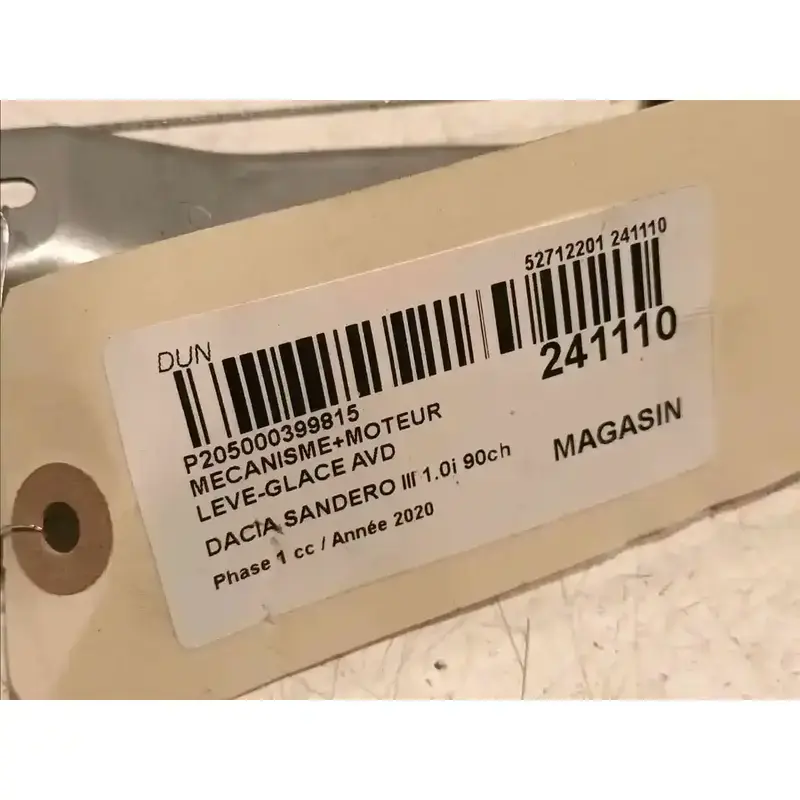 DUN
52712201 241110
241110
P205000399815
MECANISME+MOTEUR
LEVE-GLACE AVD
MAGASIN
DACIA SANDERO III 1.0i 90ch
Phase 1 cc / Année 2020